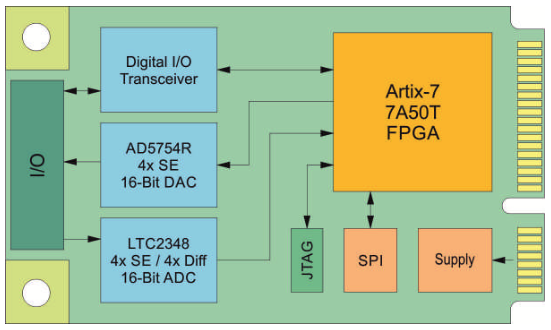 Digital I/O
Transceiver
Artix-7
7A50T
FPGA
I/O
AD5754R
4x SE
16-Bit DAC
LTC2348
4x SE / 4x Diff
16-Bit ADC
JTAG
SPI
Supply